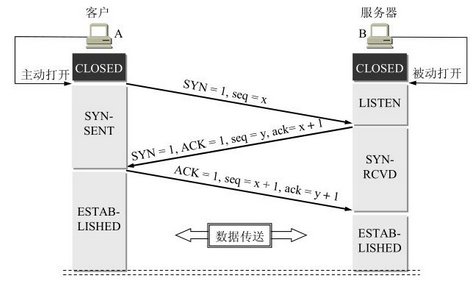 客户
服务器
A
B
主动打开
CLOSED
CLOSED
被动打开
SYN = 1, seq = x
LISTEN
SYN-
SENT
SYN = 1, ACK = 1, seq = y, ack= x + 1
SYN-
RCVD
ACK = 1, seq = x + 1, ack = y + 1
ESTAB-
LISHED
数据传送
ESTAB-
LISHED